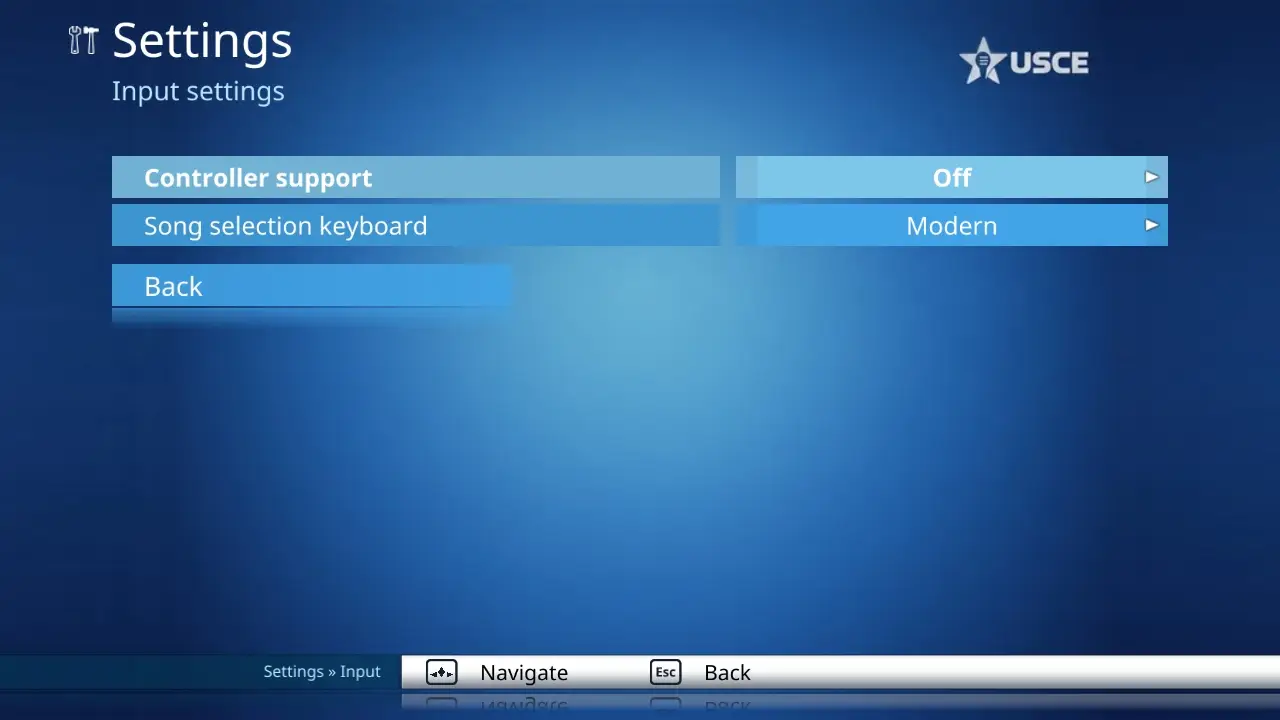 Settings
Input settings
USCE
Controller support Off
Song selection keyboard Modern
Back
Settings » Input Navigate Esc Back